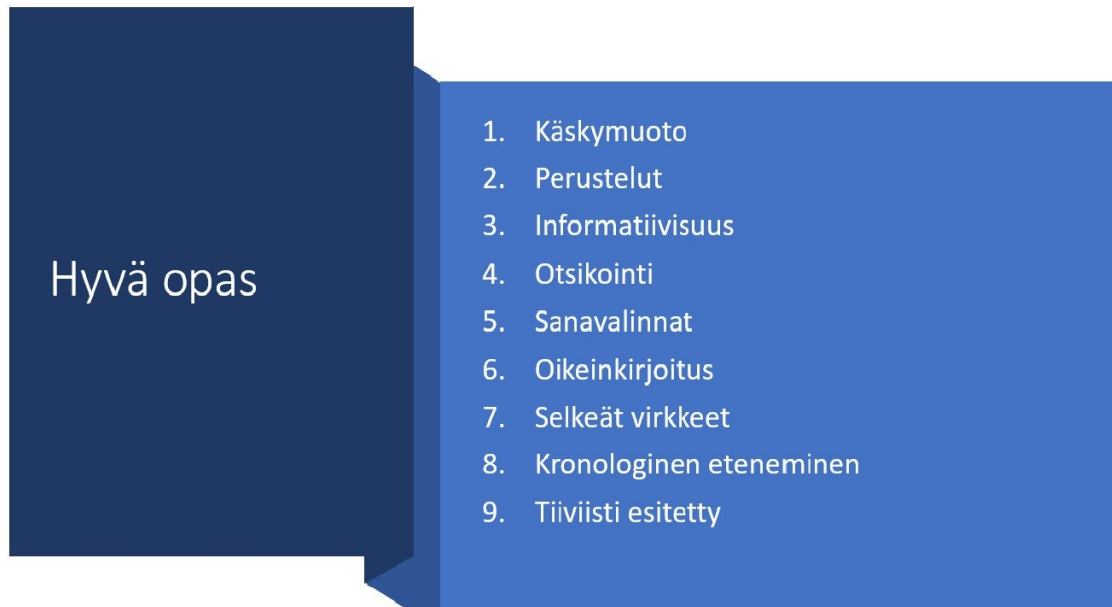 Hyvä opas
1. Käskymuoto
2. Perustelut
3. Informatiivisuus
4. Otsikointi
5. Sanavalinnat
6. Oikeinkirjoitus
7. Selkeät virkkeet
8. Kronologinen eteneminen
9. Tiiviisti esitetty